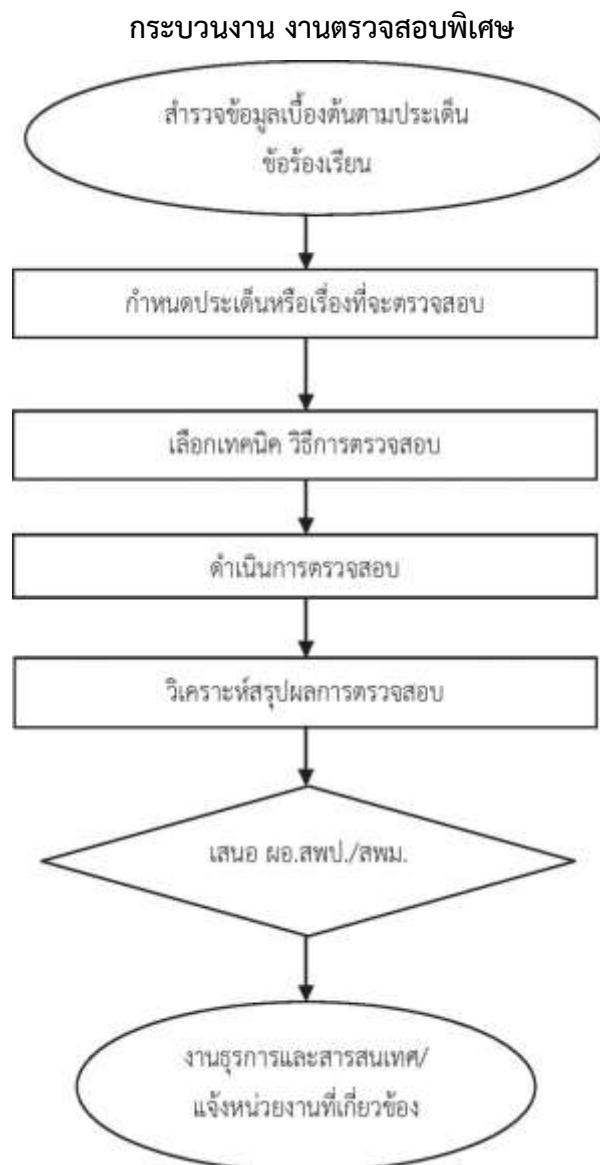 กระบวนงาน งานตรวจสอบพิเศษ
สำรวจข้อมูลเบื้องต้นตามประเด็น
ข้อร้องเรียน
กำหนดประเด็นหรือเรื่องที่จะตรวจสอบ
เลือกเทคนิค วิธีการตรวจสอบ
ดำเนินการตรวจสอบ
วิเคราะห์สรุปผลการตรวจสอบ
เสนอ ผอ.สพป./สพม.
งานธุรการและสารสนเทศ/
แจ้งหน่วยงานที่เกี่ยวข้อง